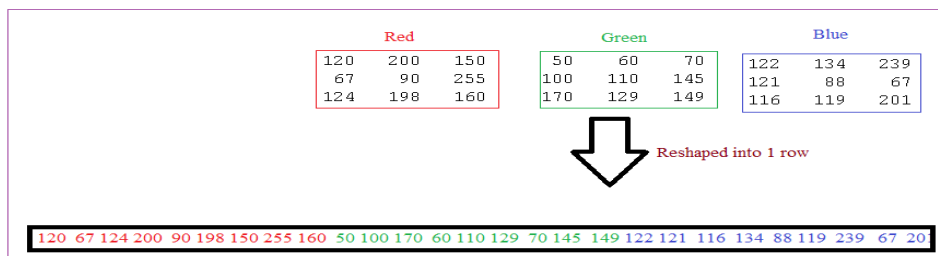 Red Green Blue
120 200 150 50 60 70 122 134 239
67 90 255 100 110 145 121 88 67
124 198 160 170 129 149 116 119 201
Reshaped into 1 row
120 67 124 200 90 198 150 255 160 50 100 170 60 110 129 70 145 149 122 121 116 134 88 119 239 67 201